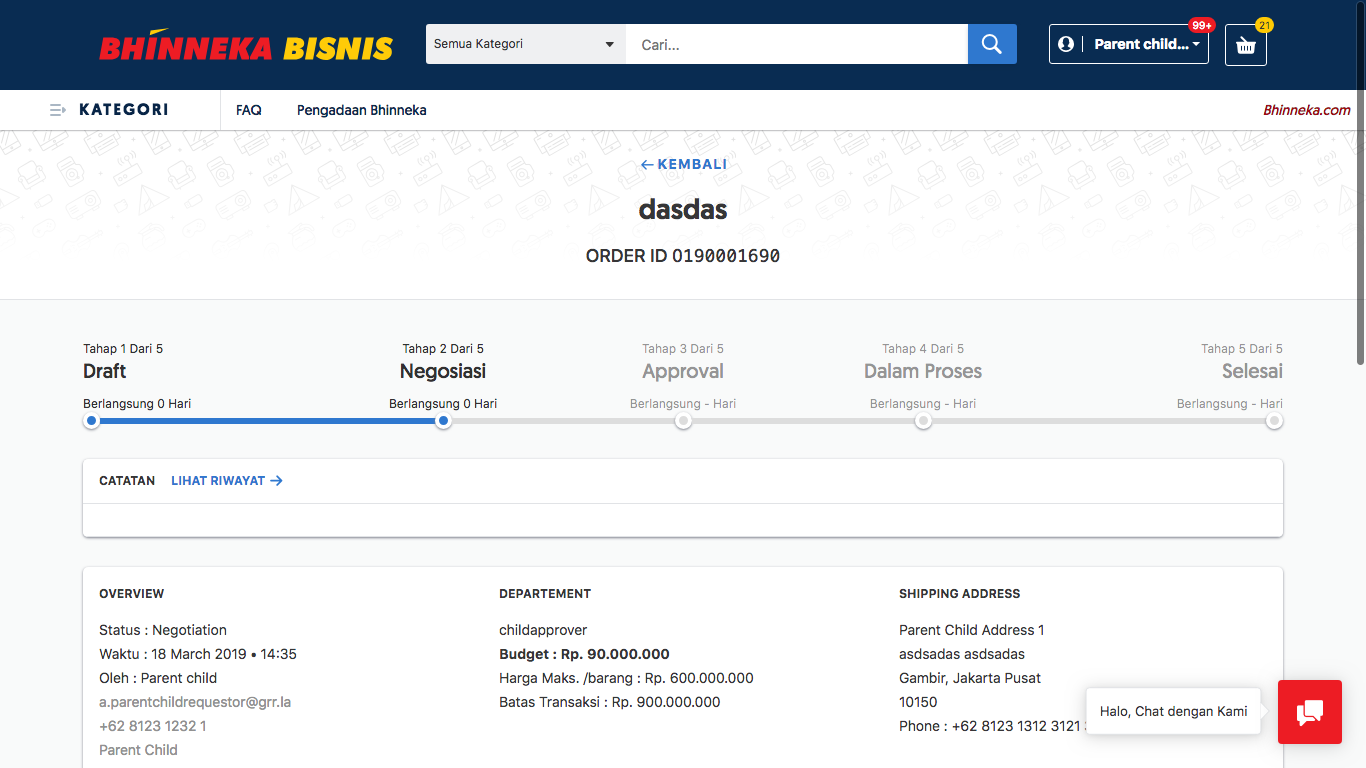 BHINNEKA BISNIS
Semua Kategori
Cari...
Parent child...
99+
21
KATEGORI
FAQ
Pengadaan Bhinneka
Bhinneka.com
← KEMBALI
dasdas
ORDER ID 0190001690
Tahap 1 Dari 5
Draft
Berlangsung 0 Hari
Tahap 2 Dari 5
Negosiasi
Berlangsung 0 Hari
Tahap 3 Dari 5
Approval
Berlangsung - Hari
Tahap 4 Dari 5
Dalam Proses
Berlangsung - Hari
Tahap 5 Dari 5
Selesai
Berlangsung - Hari
CATATAN
LIHAT RIWAYAT →
OVERVIEW
Status : Negotiation
Waktu : 18 March 2019 • 14:35
Oleh : Parent child
a.parentchildrequestor@grr.la
+62 8123 1232 1
Parent Child
DEPARTEMENT
childapprover
Budget : Rp. 90.000.000
Harga Maks. /barang : Rp. 600.000.000
Batas Transaksi : Rp. 900.000.000
SHIPPING ADDRESS
Parent Child Address 1
asdsadas asdsadas
Gambir, Jakarta Pusat
10150
Phone : +62 8123 1312 3121
Halo, Chat dengan Kami